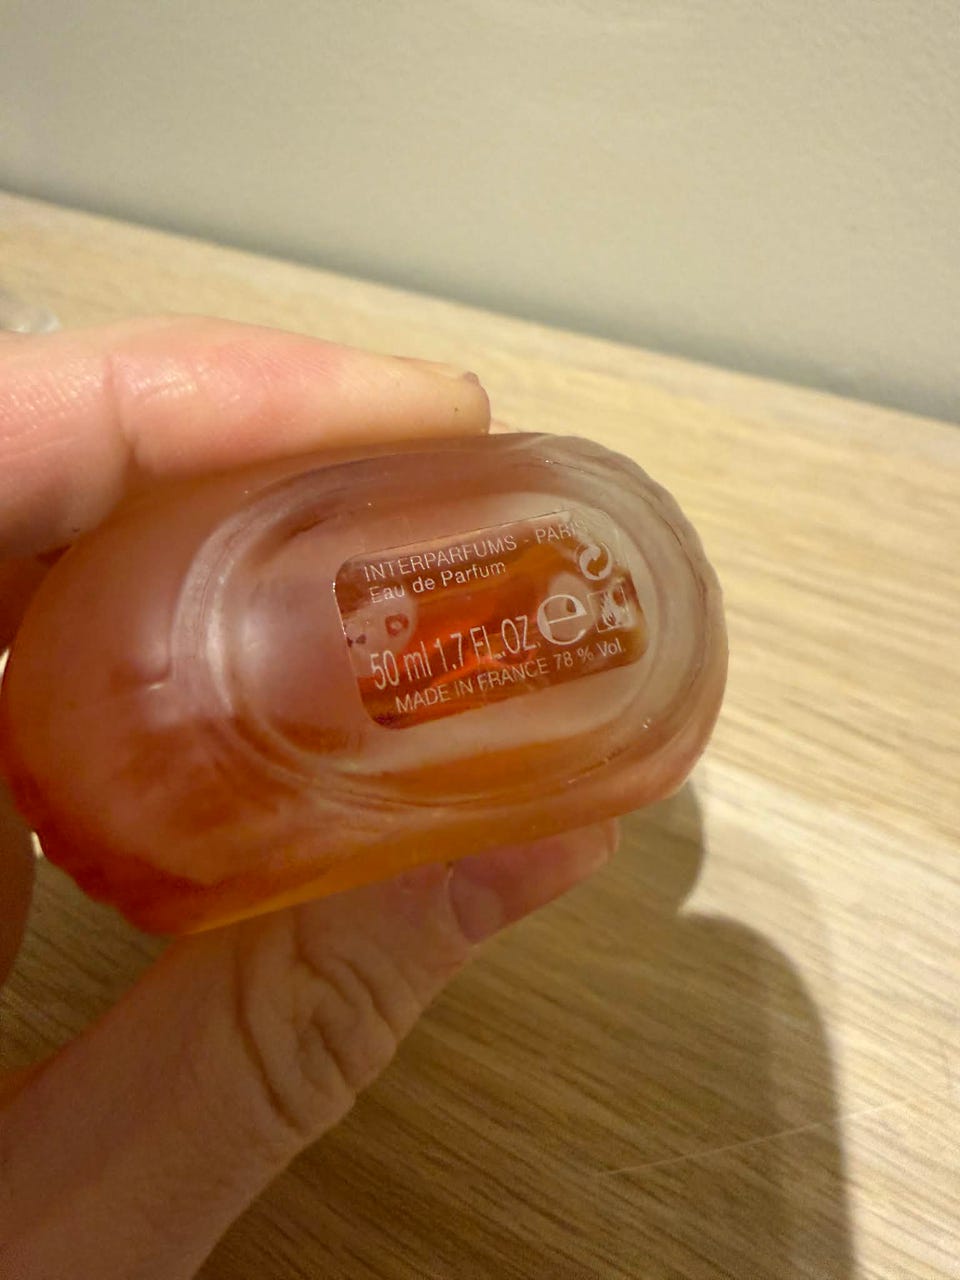 INTERPARFUMS - PARIS
Eau de Parfum
50 ml 1.7 FL.OZ. e
MADE IN FRANCE 78 % Vol.